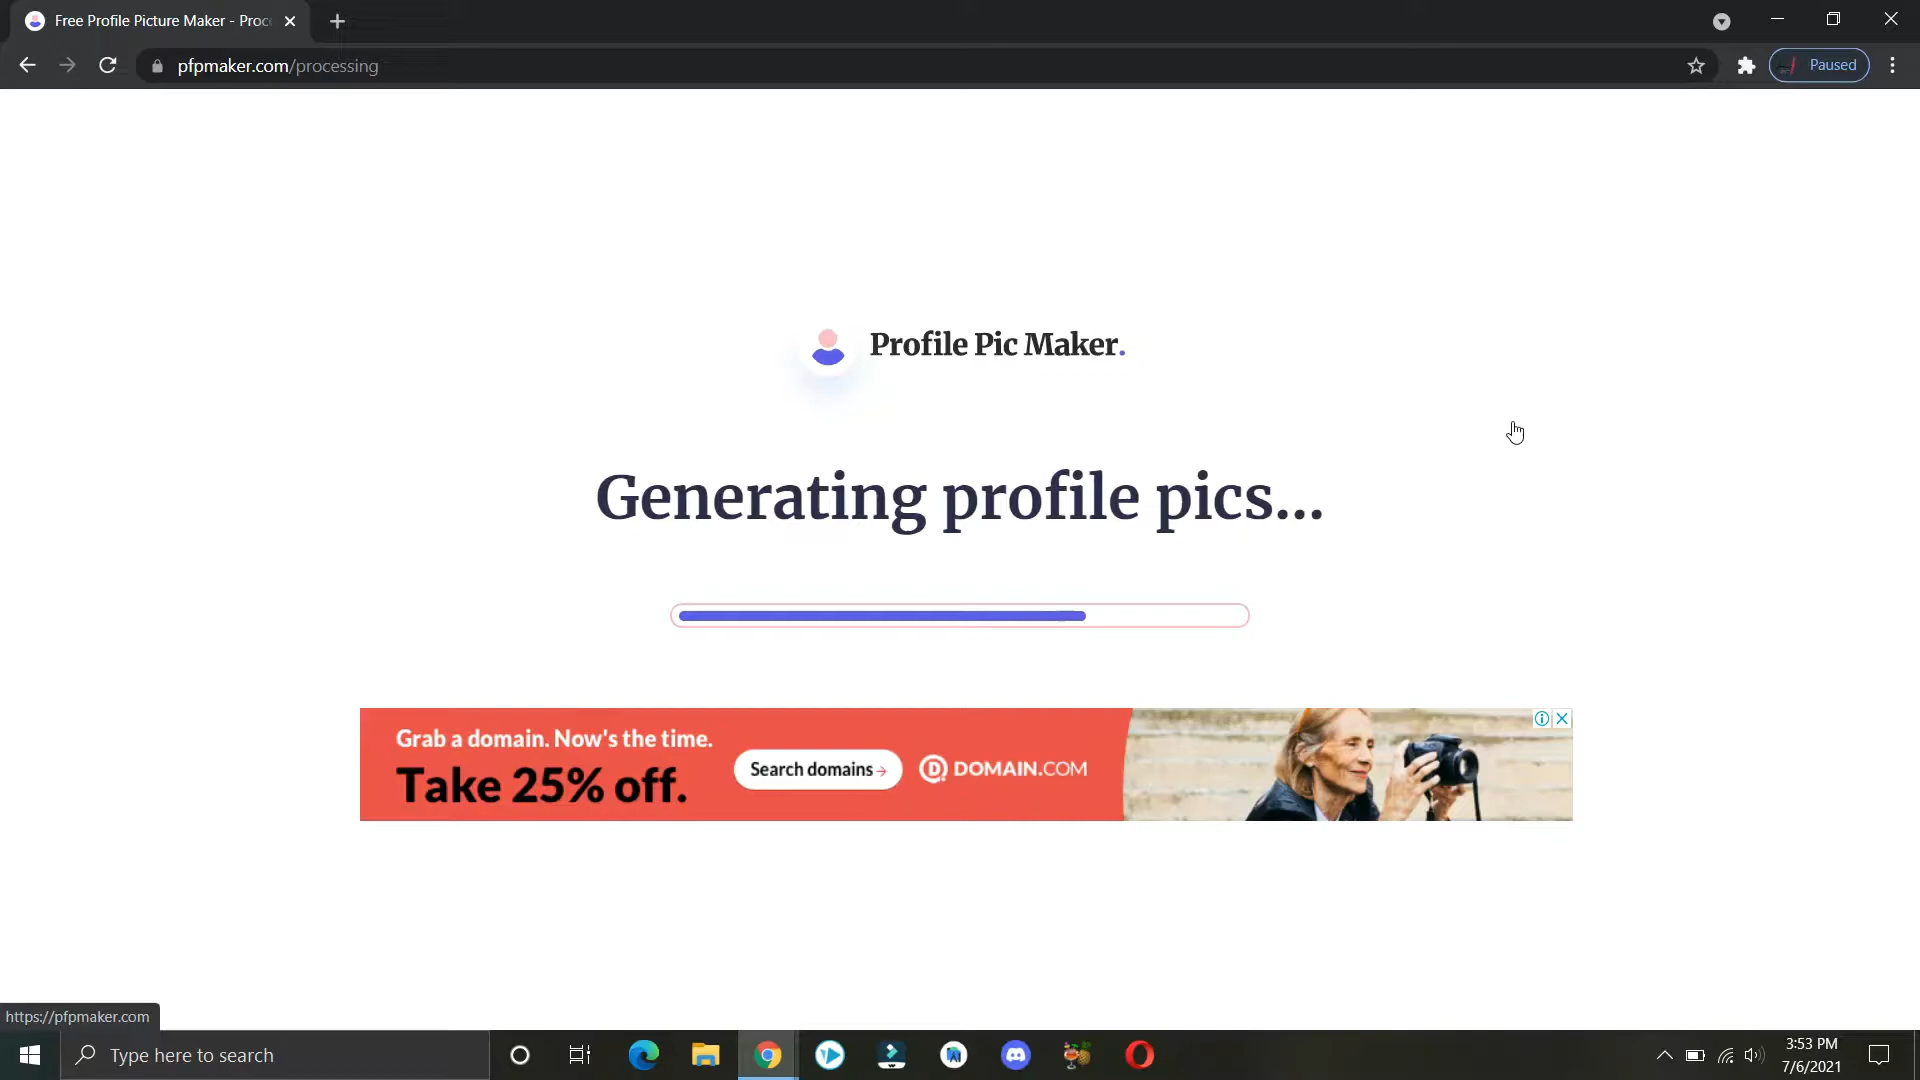 Free Profile Picture Maker - Proc
pfpmaker.com/processing
Paused
Profile Pic Maker.
Generating profile pics...
Grab a domain. Now's the time.
Take 25% off.
Search domains→
DOMAIN.COM
https://pfpmaker.com
Type here to search
3:53 PM
7/6/2021